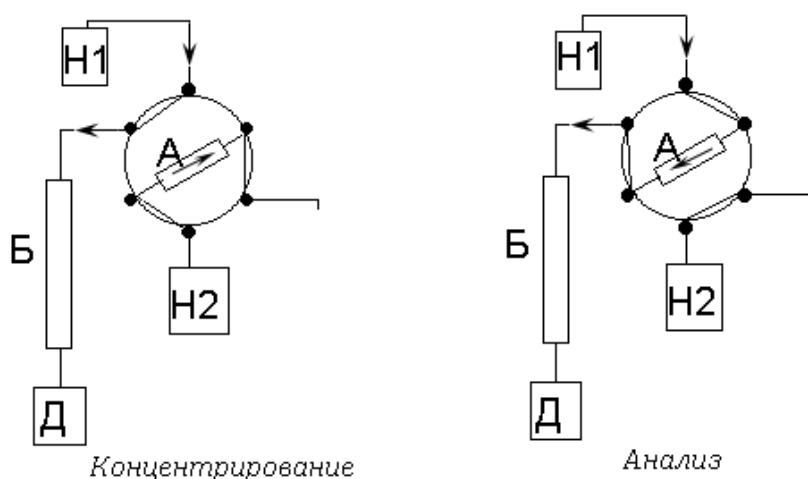 Н1
А
Б
Н2
Д
Концентрирование
Н1
А
Б
Н2
Д
Анализ